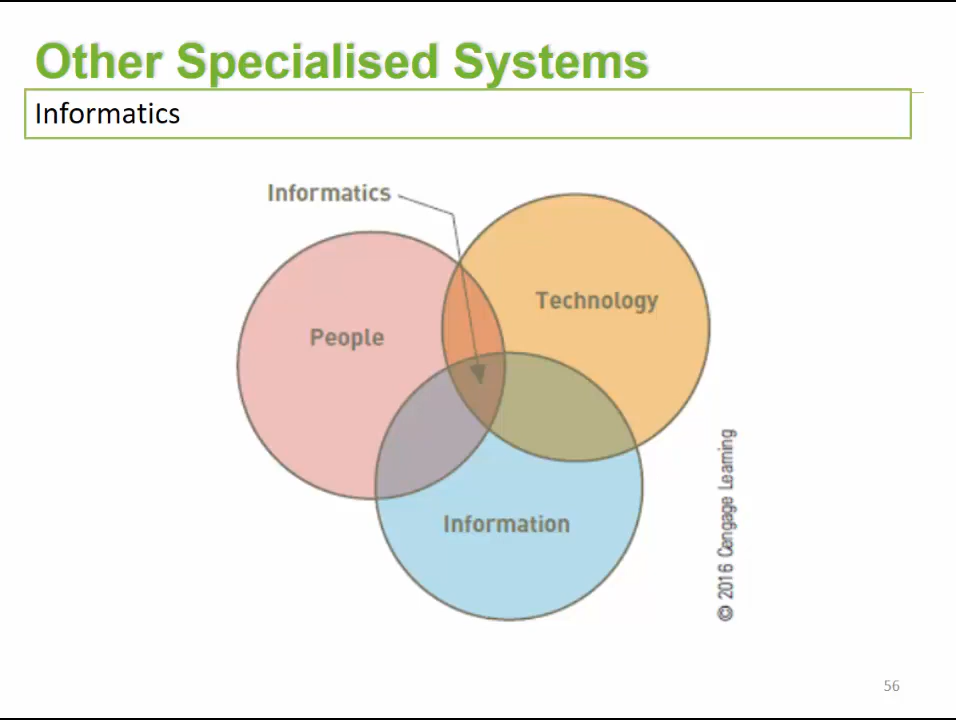 Other Specialised Systems
Informatics
Informatics
Technology
People
Information
© 2016 Cengage Learning
56